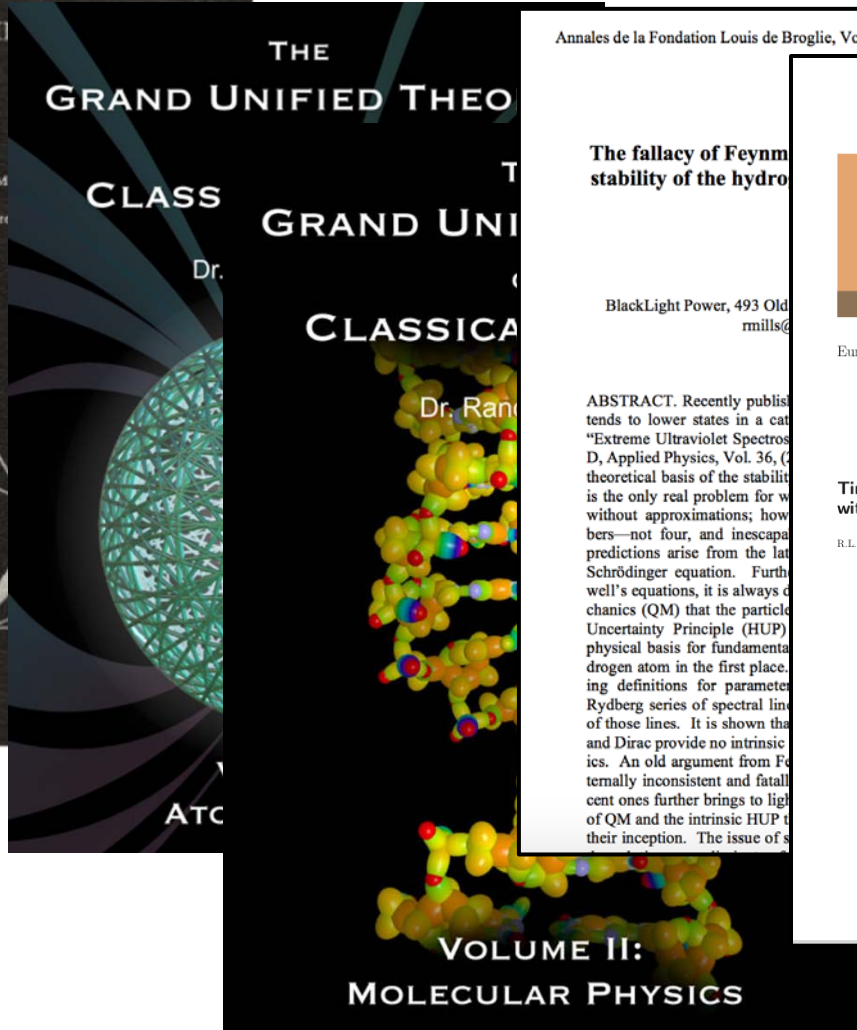 THE
GRAND UNIFIED THEO
CLASS
Dr.
ATO
GRAND UNI
CLASSICA
Dr. Ran
VOLUME II:
MOLECULAR PHYSICS
Annales de la Fondation Louis de Broglie, Vo
The fallacy of Feynm
stability of the hydro
BlackLight Power, 493 Old
rmills@
ABSTRACT. Recently publis
tends to lower states in a cat
“Extreme Ultraviolet Spectros
D, Applied Physics, Vol. 36, (2
theoretical basis of the stabilit
is the only real problem for w
without approximations; how
bers—not four, and inescapa
predictions arise from the lat
Schrödinger equation. Furthe
well’s equations, it is always d
chanics (QM) that the particle
Uncertainty Principle (HUP)
physical basis for fundamenta
drogen atom in the first place.
ing definitions for parameter
Rydberg series of spectral line
of those lines. It is shown tha
and Dirac provide no intrinsic
ics. An old argument from Fe
ternally inconsistent and fatall
cent ones further brings to ligh
of QM and the intrinsic HUP t
their inception. The issue of s
Eur
Tin
wit
R.L.